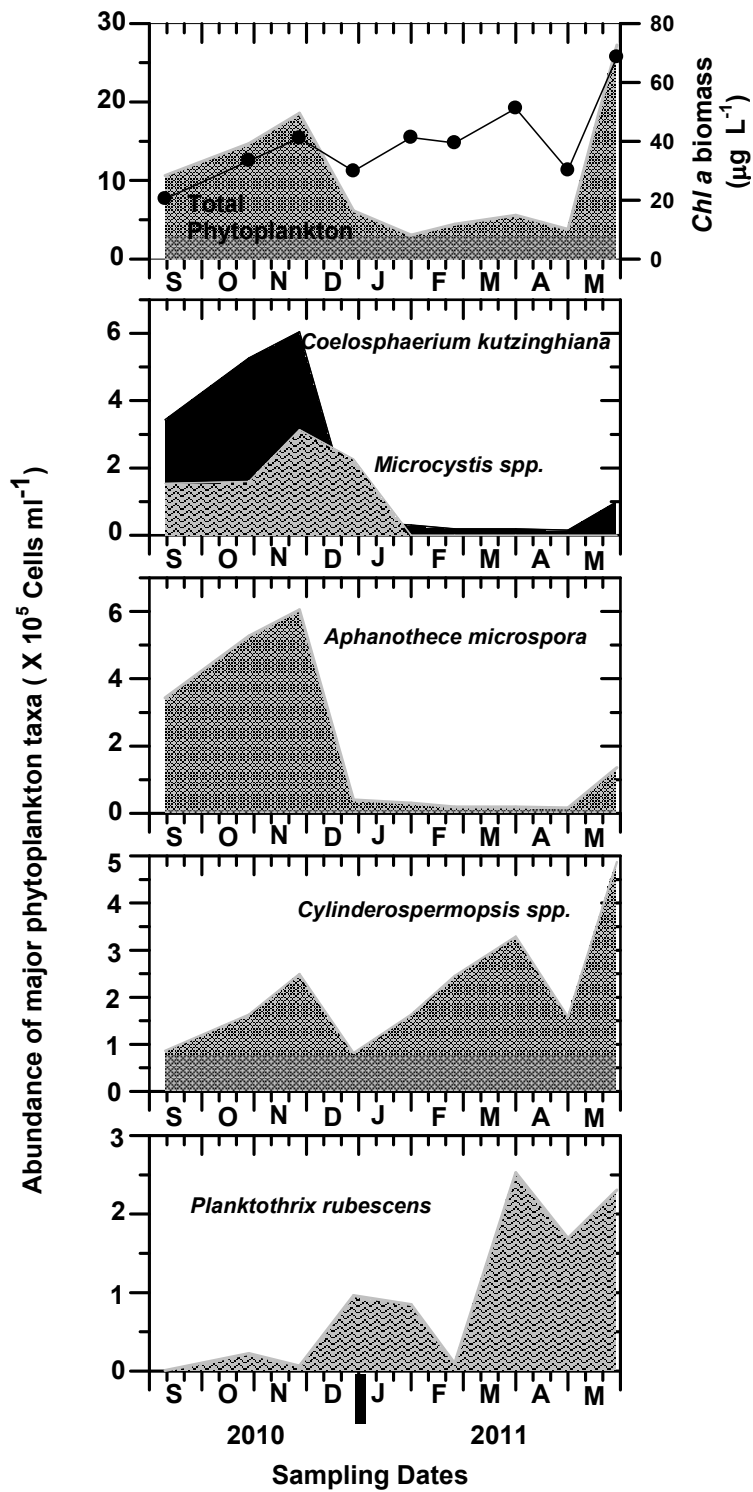 Abundance of major phytoplankton taxa ( X 10⁵ Cells ml⁻¹)
30
20
10
0
80
60
40
20
0
Chl a biomass
(µg L⁻¹)
Total
Phytoplankton
S O N D J F M A M
6
4
2
0
Coelosphaerium kutzinghiana
Microcystis spp.
S O N D J F M A M
6
4
2
0
Aphanothece microspora
S O N D J F M A M
5
4
3
2
1
0
Cylinderospermopsis spp.
S O N D J F M A M
3
2
1
0
Planktothrix rubescens
S O N D J F M A M
2010 2011
Sampling Dates